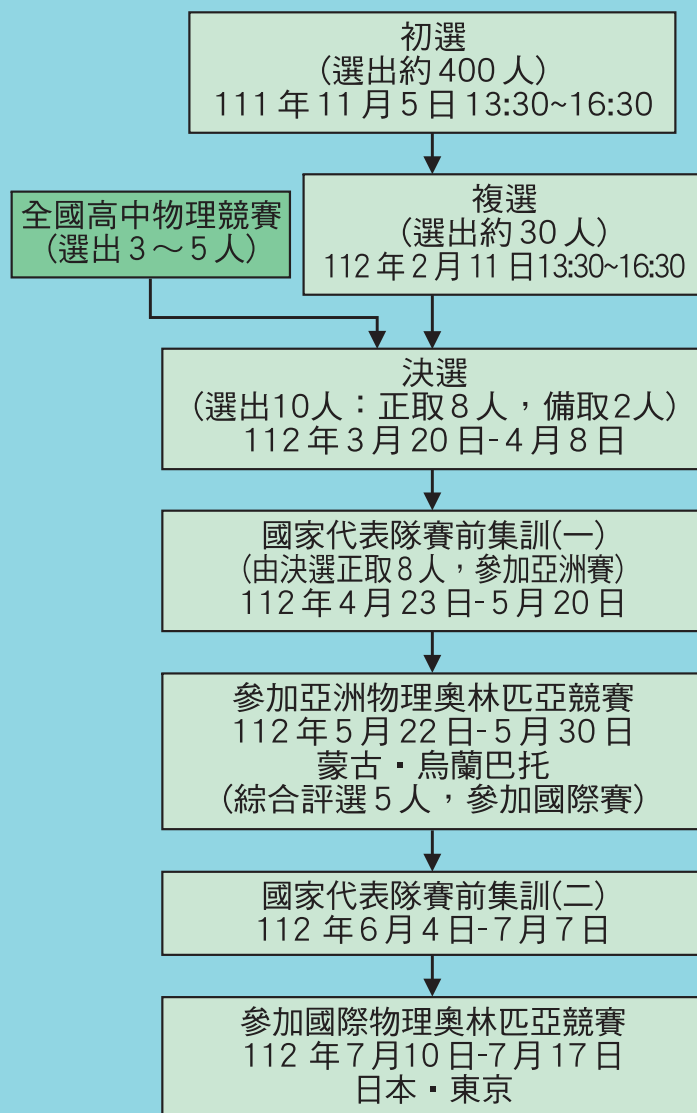 初選
(選出約 400 人)
111 年 11 月 5 日 13:30~16:30
複選
(選出約 30 人)
112 年 2 月 11 日 13:30~16:30
全國高中物理競賽
(選出 3～5 人)
決選
(選出10人：正取 8 人，備取2人)
112 年 3 月 20 日 - 4 月 8 日
國家代表隊賽前集訓(一)
(由決選正取 8 人，參加亞洲賽)
112 年 4 月 23 日 - 5 月 20 日
參加亞洲物理奧林匹亞競賽
112 年 5 月 22 日 - 5 月 30 日
蒙古▪烏蘭巴托
(綜合評選 5 人，參加國際賽)
國家代表隊賽前集訓(二)
112 年 6 月 4 日 - 7 月 7 日
參加國際物理奧林匹亞競賽
112 年 7 月 10 日 - 7 月 17 日
日本▪東京